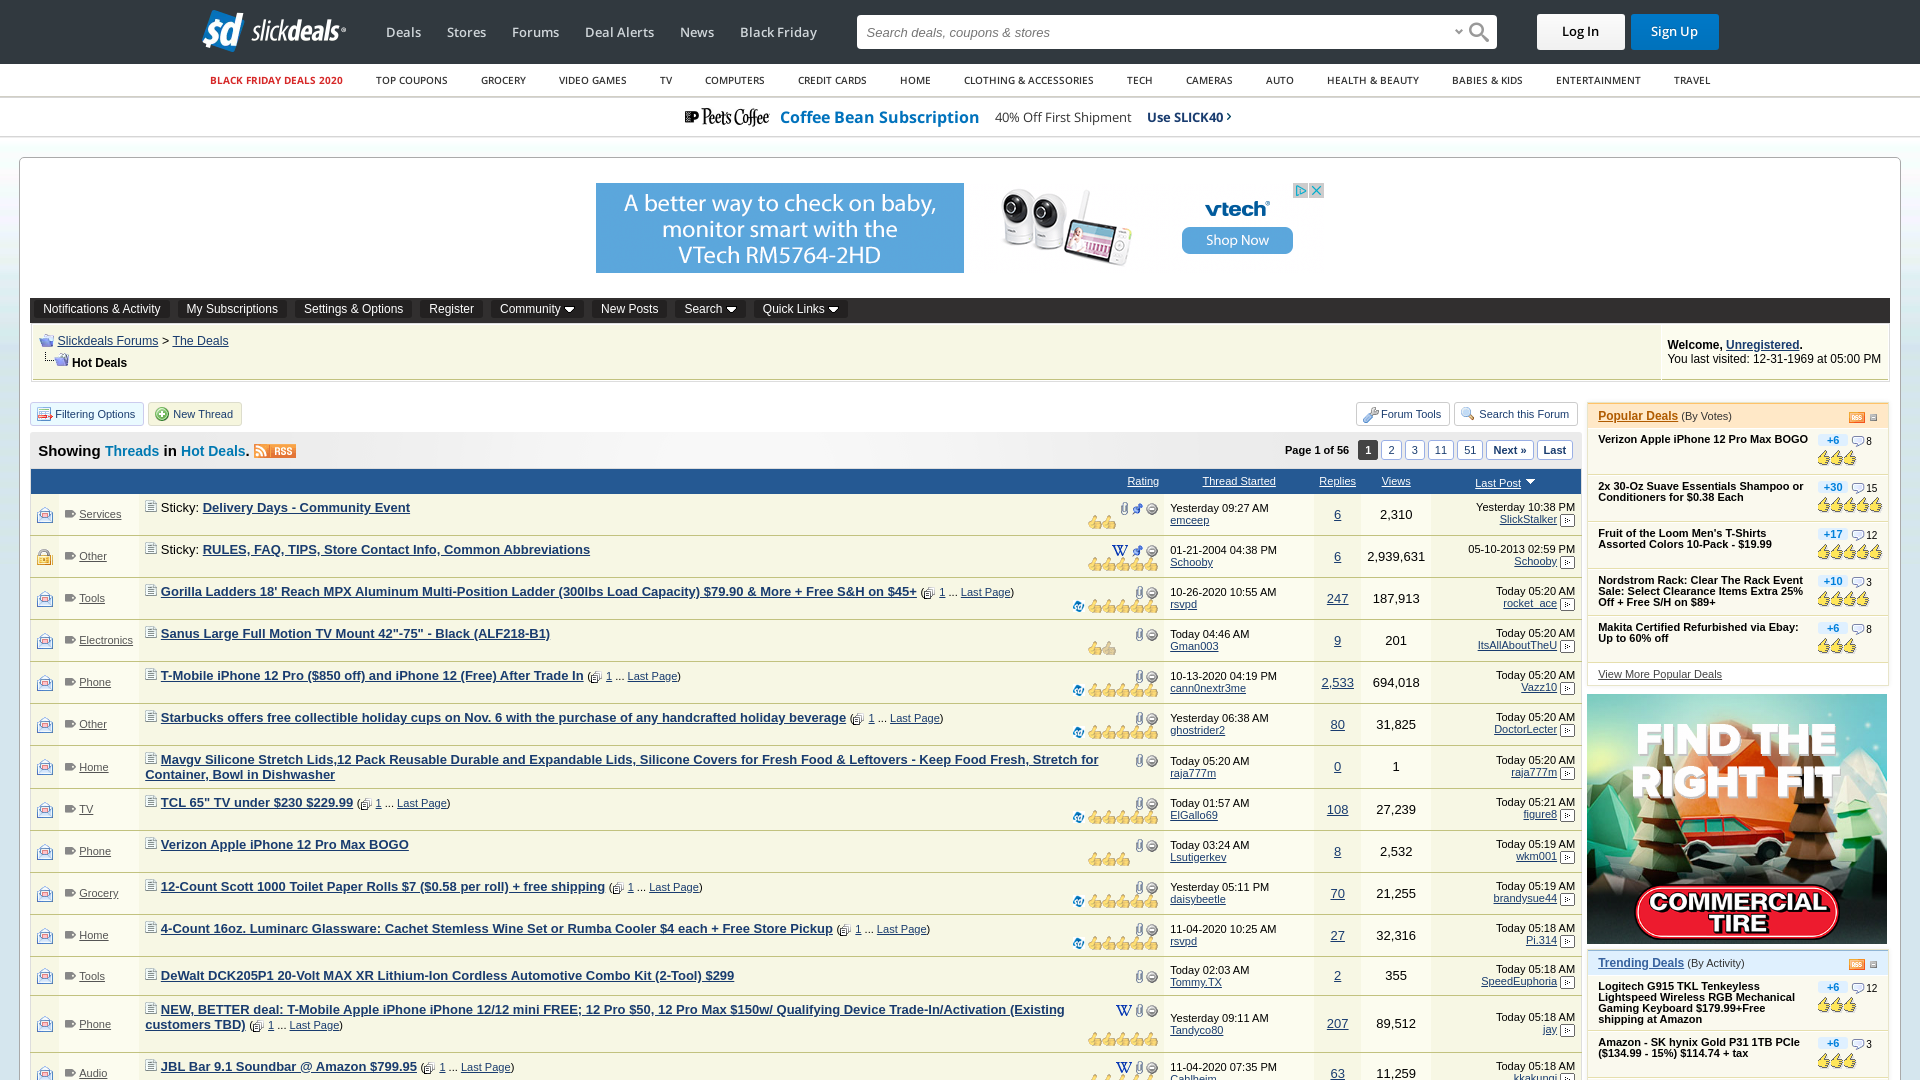 sd slickdeals
Deals Stores Forums Deal Alerts News Black Friday
Search deals, coupons & stores
Log In Sign Up
BLACK FRIDAY DEALS 2020 TOP COUPONS GROCERY VIDEO GAMES TV COMPUTERS CREDIT CARDS HOME CLOTHING & ACCESSORIES TECH CAMERAS AUTO HEALTH & BEAUTY BABIES & KIDS ENTERTAINMENT TRAVEL
Peet's Coffee Coffee Bean Subscription 40% Off First Shipment Use SLICK40 ›
A better way to check on baby,
monitor smart with the
VTech RM5764-2HD
vtech
Shop Now
Notifications & Activity My Subscriptions Settings & Options Register Community New Posts Search Quick Links
Slickdeals Forums > The Deals
Hot Deals
Welcome, Unregistered.
You last visited: 12-31-1969 at 05:00 PM
Filtering Options New Thread Forum Tools Search this Forum
Showing Threads in Hot Deals. RSS
Page 1 of 56 1 2 3 11 51 Next » Last
Rating Thread Started Replies Views Last Post
Services Sticky: Delivery Days - Community Event Yesterday 09:27 AM emceep 6 2,310 Yesterday 10:38 PM SlickStalker
Other Sticky: RULES, FAQ, TIPS, Store Contact Info, Common Abbreviations 01-21-2004 04:38 PM Schooby 6 2,939,631 05-10-2013 02:59 PM Schooby
Tools Gorilla Ladders 18' Reach MPX Aluminum Multi-Position Ladder (300lbs Load Capacity) $79.90 & More + Free S&H on $45+ ( 1 ... Last Page) 10-26-2020 10:55 AM rsvpd 247 187,913 Today 05:20 AM rocket_ace
Electronics Sanus Large Full Motion TV Mount 42"-75" - Black (ALF218-B1) Today 04:46 AM Gman003 9 201 Today 05:20 AM ItsAllAboutTheU
Phone T-Mobile iPhone 12 Pro ($850 off) and iPhone 12 (Free) After Trade In ( 1 ... Last Page) 10-13-2020 04:19 PM cann0nextr3me 2,533 694,018 Today 05:20 AM Vazz10
Other Starbucks offers free collectible holiday cups on Nov. 6 with the purchase of any handcrafted holiday beverage ( 1 ... Last Page) Yesterday 06:38 AM ghostrider2 80 31,825 Today 05:20 AM DoctorLecter
Home Mavgv Silicone Stretch Lids,12 Pack Reusable Durable and Expandable Lids, Silicone Covers for Fresh Food & Leftovers - Keep Food Fresh, Stretch for
Container, Bowl in Dishwasher Today 05:20 AM raja777m 0 1 Today 05:20 AM raja777m
TV TCL 65" TV under $230 $229.99 ( 1 ... Last Page) Today 01:57 AM ElGallo69 108 27,239 Today 05:21 AM figure8
Phone Verizon Apple iPhone 12 Pro Max BOGO Today 03:24 AM Lsutigerkev 8 2,532 Today 05:19 AM wkm001
Grocery 12-Count Scott 1000 Toilet Paper Rolls $7 ($0.58 per roll) + free shipping ( 1 ... Last Page) Yesterday 05:11 PM daisybeetle 70 21,255 Today 05:19 AM brandysue44
Home 4-Count 16oz. Luminarc Glassware: Cachet Stemless Wine Set or Rumba Cooler $4 each + Free Store Pickup ( 1 ... Last Page) 11-04-2020 10:25 AM rsvpd 27 32,316 Today 05:18 AM Pi.314
Tools DeWalt DCK205P1 20-Volt MAX XR Lithium-Ion Cordless Automotive Combo Kit (2-Tool) $299 Today 02:03 AM Tommy.TX 2 355 Today 05:18 AM SpeedEuphoria
Phone NEW, BETTER deal: T-Mobile Apple iPhone iPhone 12/12 mini FREE; 12 Pro $50, 12 Pro Max $150w/ Qualifying Device Trade-In/Activation (Existing
customers TBD) ( 1 ... Last Page) Yesterday 09:11 AM Tandyco80 207 89,512 Today 05:18 AM jay
Audio JBL Bar 9.1 Soundbar @ Amazon $799.95 ( 1 ... Last Page) 11-04-2020 07:35 PM Cahlheim 63 11,259 Today 05:18 AM kkakungi
Popular Deals (By Votes) RSS
Verizon Apple iPhone 12 Pro Max BOGO +6 8
2x 30-Oz Suave Essentials Shampoo or
Conditioners for $0.38 Each +30 15
Fruit of the Loom Men's T-Shirts
Assorted Colors 10-Pack - $19.99 +17 12
Nordstrom Rack: Clear The Rack Event
Sale: Select Clearance Items Extra 25%
Off + Free S/H on $89+ +10 3
Makita Certified Refurbished via Ebay:
Up to 60% off +6 8
View More Popular Deals
FIND THE
RIGHT FIT
COMMERCIAL
TIRE
Trending Deals (By Activity) RSS
Logitech G915 TKL Tenkeyless
Lightspeed Wireless RGB Mechanical
Gaming Keyboard $179.99+Free
shipping at Amazon +6 12
Amazon - SK hynix Gold P31 1TB PCIe
($134.99 - 15%) $114.74 + tax +6 3